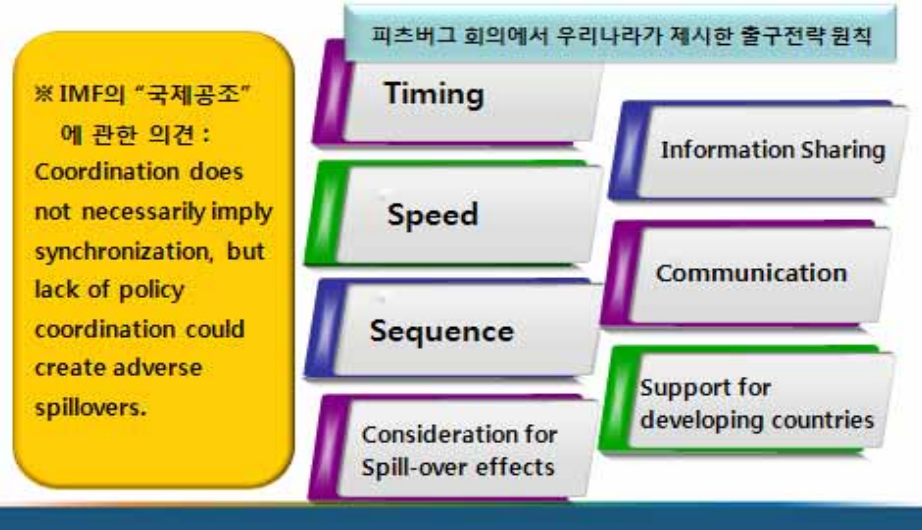 피츠버그 회의에서 우리나라가 제시한 출구전략 원칙
※ IMF의 “국제공조”
에 관한 의견 :
Coordination does
not necessarily imply
synchronization, but
lack of policy
coordination could
create adverse
spillovers.
Timing
Speed
Sequence
Consideration for
Spill-over effects
Information Sharing
Communication
Support for
developing countries